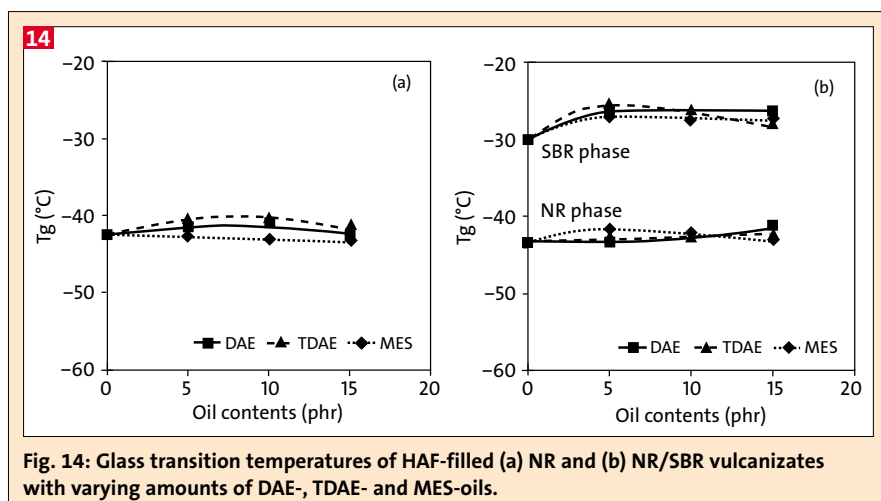 14
(a)
−20
−30
−40
−50
−60
Tg (°C)
DAE TDAE MES
0 5 10 15 20
Oil contents (phr)
(b)
−20
−30
−40
−50
−60
Tg (°C)
SBR phase
NR phase
DAE TDAE MES
0 5 10 15 20
Oil contents (phr)
Fig. 14: Glass transition temperatures of HAF-filled (a) NR and (b) NR/SBR vulcanizates
with varying amounts of DAE-, TDAE- and MES-oils.